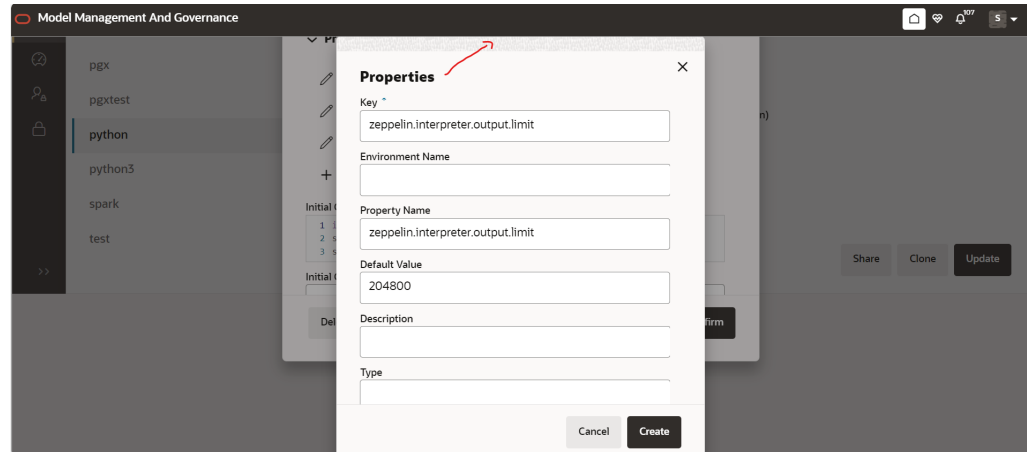 Model Management And Governance
107
S
pgx
pgxtest
python
python3
spark
test
>>
Properties
Key *
zeppelin.interpreter.output.limit
Environment Name
Property Name
zeppelin.interpreter.output.limit
Default Value
204800
Description
Type
Cancel
Create
Initial
1
2
3
Initial
Del
firm
Share
Clone
Update